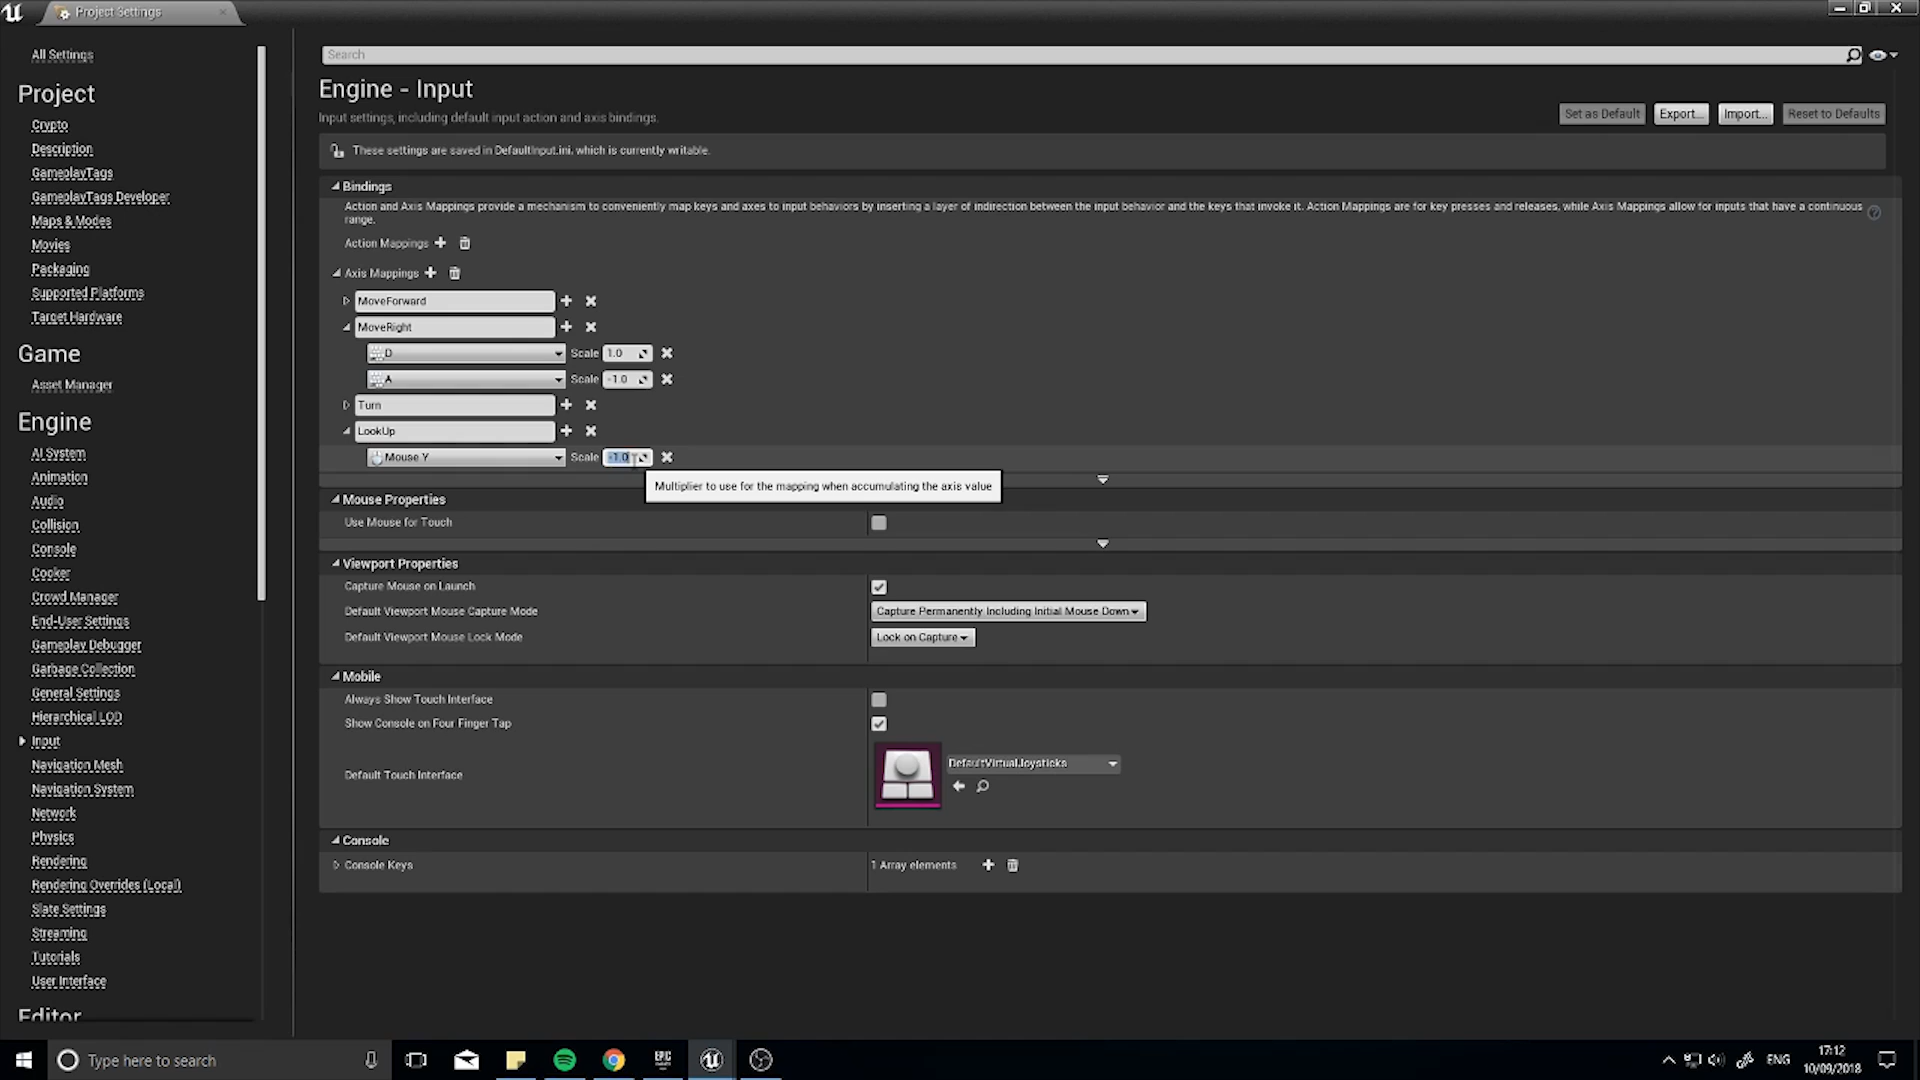 Project Settings
All Settings
Project
Crypto
Description
GameplayTags
GameplayTags Developer
Maps & Modes
Movies
Packaging
Supported Platforms
Target Hardware
Game
Asset Manager
Engine
AI System
Animation
Audio
Collision
Console
Cooker
Crowd Manager
End-User Settings
Gameplay Debugger
Garbage Collection
General Settings
Hierarchical LOD
Input
Navigation Mesh
Navigation System
Network
Physics
Rendering
Rendering Overrides (Local)
Slate Settings
Streaming
Tutorials
User Interface
Editor
Search
Engine - Input
Input settings, including default input action and axis bindings.
Set as Default Export... Import... Reset to Defaults
These settings are saved in DefaultInput.ini, which is currently writable.
Bindings
Action and Axis Mappings provide a mechanism to conveniently map keys and axes to input behaviors by inserting a layer of indirection between the input behavior and the keys that invoke it. Action Mappings are for key presses and releases, while Axis Mappings allow for inputs that have a continuous
range.
Action Mappings
Axis Mappings
MoveForward
MoveRight
D Scale 1.0
A Scale -1.0
Turn
LookUp
Mouse Y Scale -1.0
Multiplier to use for the mapping when accumulating the axis value
Mouse Properties
Use Mouse for Touch
Viewport Properties
Capture Mouse on Launch
Default Viewport Mouse Capture Mode Capture Permanently Including Initial Mouse Down
Default Viewport Mouse Lock Mode Lock on Capture
Mobile
Always Show Touch Interface
Show Console on Four Finger Tap
Default Touch Interface DefaultVirtualJoysticks
Console
Console Keys 1 Array elements
Type here to search
EPIC
ENG
17:12
10/09/2018